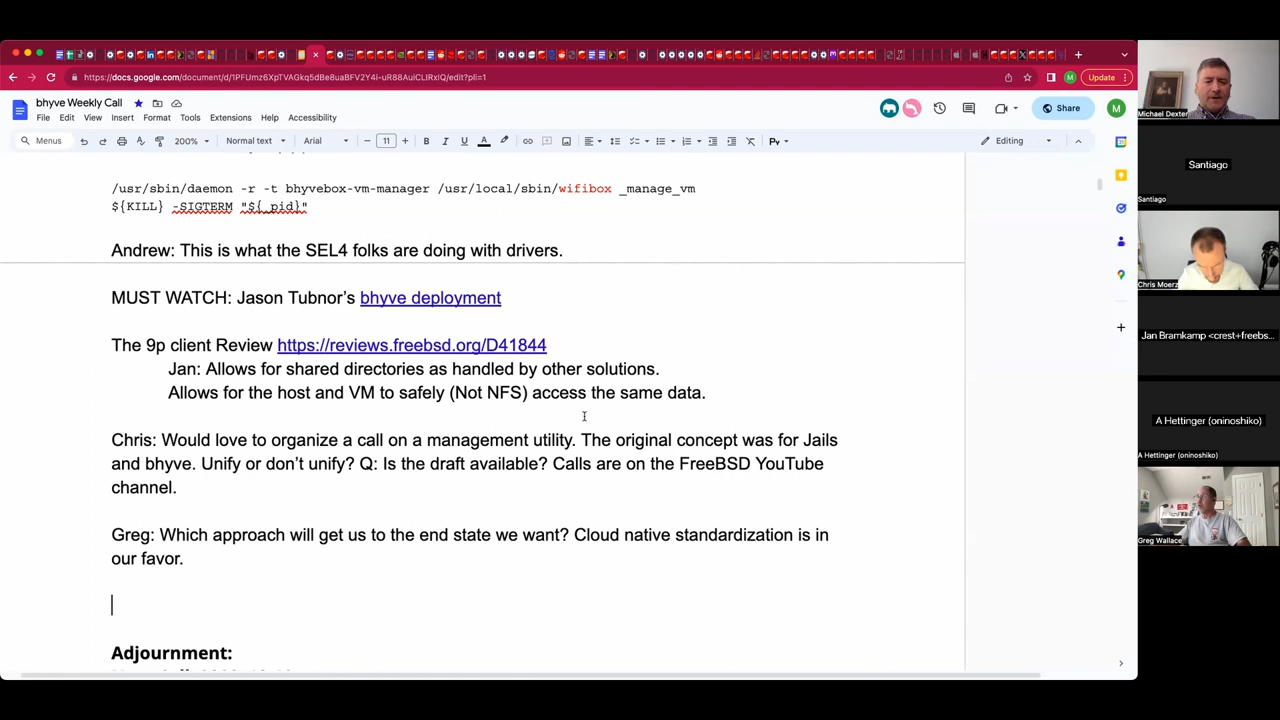 https://docs.google.com/document/d/1PFUmz6XpTVAGkq5dBe8uaBFV2Y4i-uR88AuiCLIRxIQ/edit?pli=1
M
Update
bhyve Weekly Call
File Edit View Insert Format Tools Extensions Help Accessibility
Share
M
Menus
200%
Normal text
Arial
11
B I U A
Editing
/usr/sbin/daemon -r -t bhyvebox-vm-manager /usr/local/sbin/wifibox _manage_vm
${KILL} -SIGTERM "${_pid}"
Andrew: This is what the SEL4 folks are doing with drivers.
MUST WATCH: Jason Tubnor’s bhyve deployment
The 9p client Review https://reviews.freebsd.org/D41844
Jan: Allows for shared directories as handled by other solutions.
Allows for the host and VM to safely (Not NFS) access the same data.
Chris: Would love to organize a call on a management utility. The original concept was for Jails
and bhyve. Unify or don’t unify? Q: Is the draft available? Calls are on the FreeBSD YouTube
channel.
Greg: Which approach will get us to the end state we want? Cloud native standardization is in
our favor.
Adjournment:
Michael Dexter
Santiago
Santiago
Chris Moerz
Jan Bramkamp <crest+freebs...
A Hettinger (oninoshiko)
A Hettinger (oninoshiko)
Greg Wallace